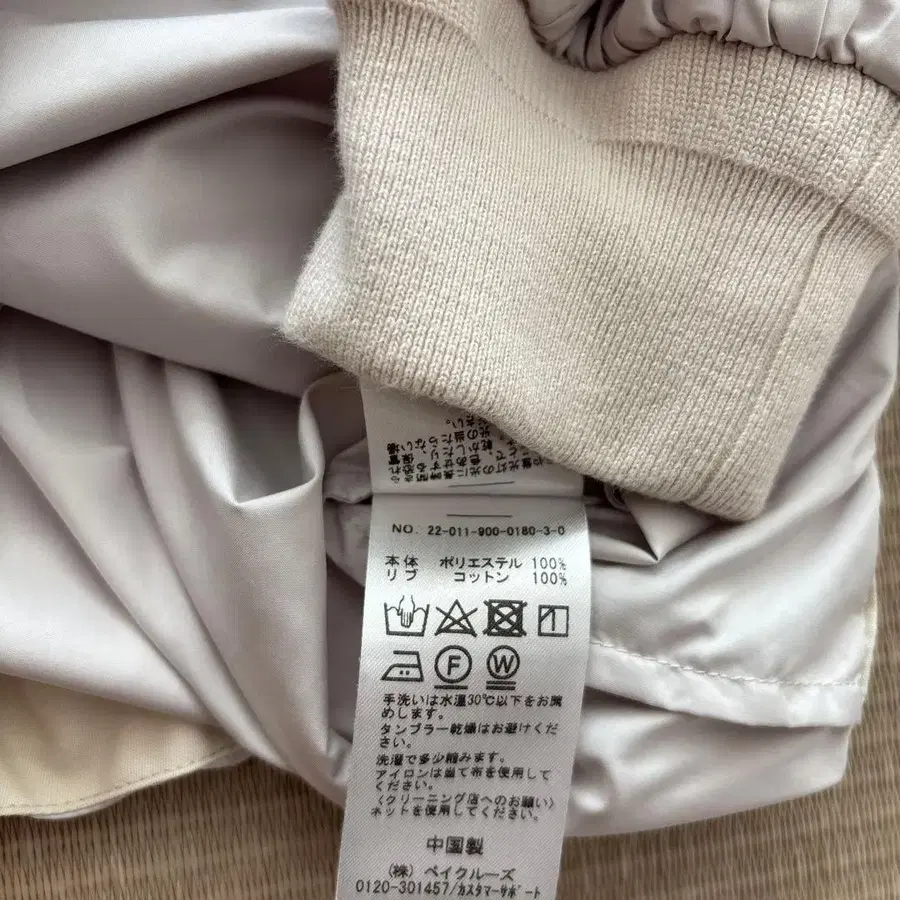 NO. 22-011-900-0180-3-0
本体 ポリエステル 100%
リブ コットン 100%
F W
手洗いは水温30℃以下をお薦
めします。
タンブラー乾燥はお避けくださ
い。
洗濯で多少縮みます。
アイロンは当て布を使用して
ください。
〈クリーニング店へのお願い〉
ネットを使用してください。
中国製
(株) ベイクルーズ
0120-301457/カスタマーサポート